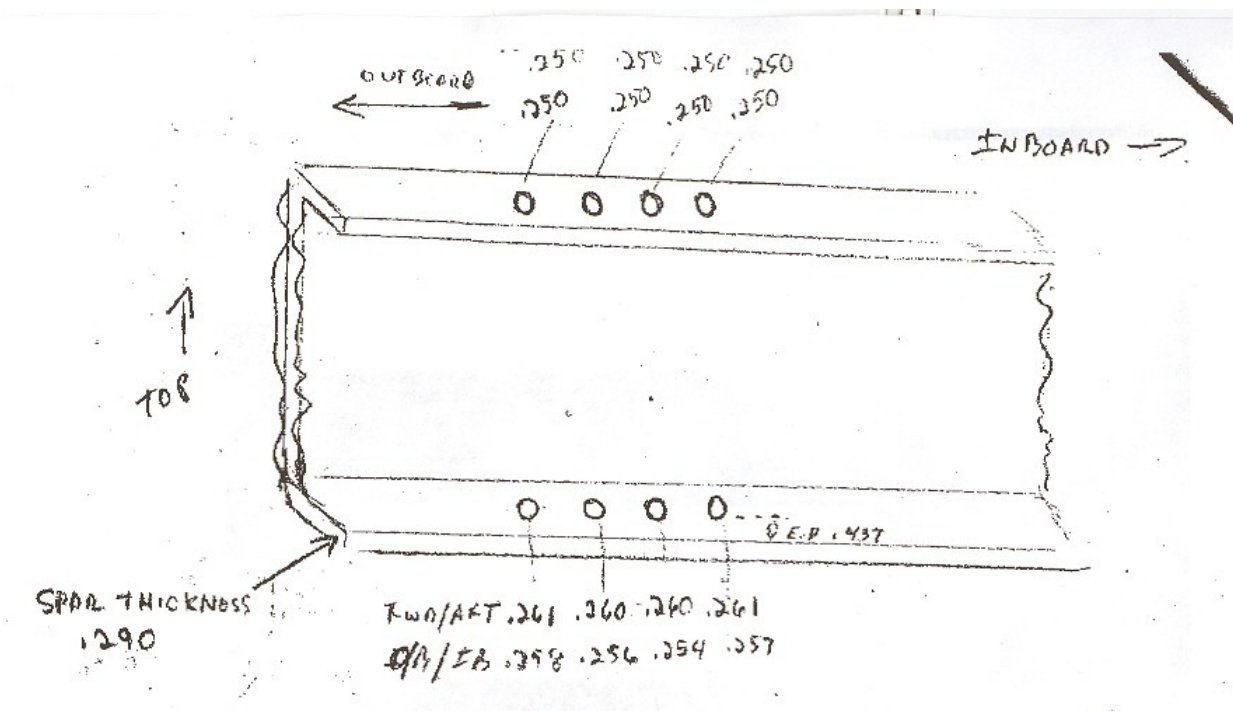 .250 .250 .250 .250
OUTBOARD
.250 .250 .250 .250
INBOARD →
TOP
E.D .437
SPAR THICKNESS
.290
FWD/AFT .261 .260 .260 .261
O/B/IB .258 .256 .254 .257